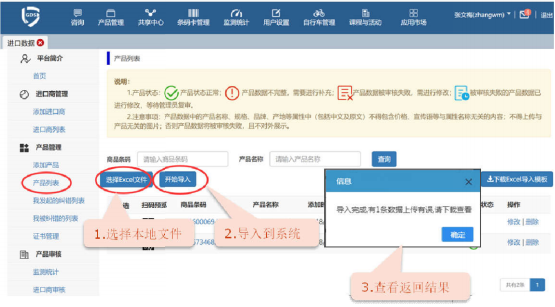 GDS
咨询 产品管理 共享中心 条码卡管理 监测统计 用户设置 自行车管理 课程与活动 应用市场 张文梅(zhangwm) 退出
进口数据
平台简介
首页
进口商管理
添加进口商
进口商列表
产品管理
添加产品
产品列表
我发起的纠错列表
我被纠错的列表
证书管理
产品审核
监测统计
进口商审核
产品列表
说明：
1.产品状态: 产品状态正常; 产品数据不完整，需要进行补充; 产品数据被审核失败，需进行修改; 被审核失败的产品数据已
进行修改，等待管理员复审。
2.注意事项：产品数据中的产品名称、规格、品牌、产地等属性中（包括中文及原文）不得包含价格、宣传语等与属性名称无关的内容；不得上传与
产品无关的图片；否则产品数据将被审核失败，且不对外展示。
商品条码 请输入商品条码 产品名称 请输入产品名称 查询
选择Excel文件 开始导入 下载Excel导入模板
选 扫码预览 商品条码 产品名称 添加 状态 操作
00069 修改 | 删除
73468 修改 | 删除
信息
导入完成,有1条数据上传有误,请下载查看
确定
1.选择本地文件
2.导入到系统
3.查看返回结果
共有2条 1